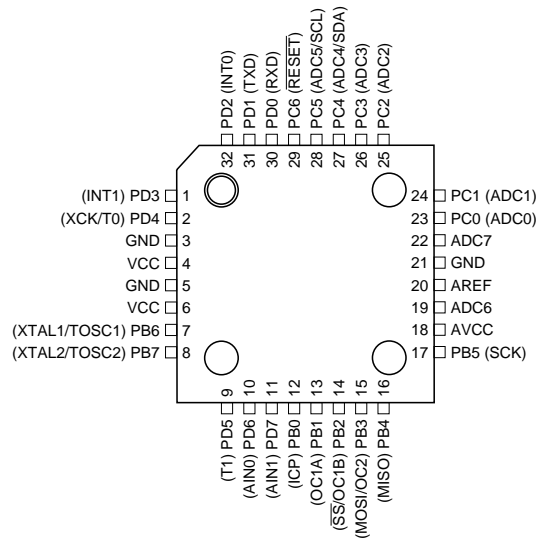 32 PD2 (INT0)
31 PD1 (TXD)
30 PD0 (RXD)
29 PC6 (RESET)
28 PC5 (ADC5/SCL)
27 PC4 (ADC4/SDA)
26 PC3 (ADC3)
25 PC2 (ADC2)
(INT1) PD3 1
(XCK/T0) PD4 2
GND 3
VCC 4
GND 5
VCC 6
(XTAL1/TOSC1) PB6 7
(XTAL2/TOSC2) PB7 8
24 PC1 (ADC1)
23 PC0 (ADC0)
22 ADC7
21 GND
20 AREF
19 ADC6
18 AVCC
17 PB5 (SCK)
(T1) PD5 9
(AIN0) PD6 10
(AIN1) PD7 11
(ICP) PB0 12
(OC1A) PB1 13
(SS/OC1B) PB2 14
(MOSI/OC2) PB3 15
(MISO) PB4 16